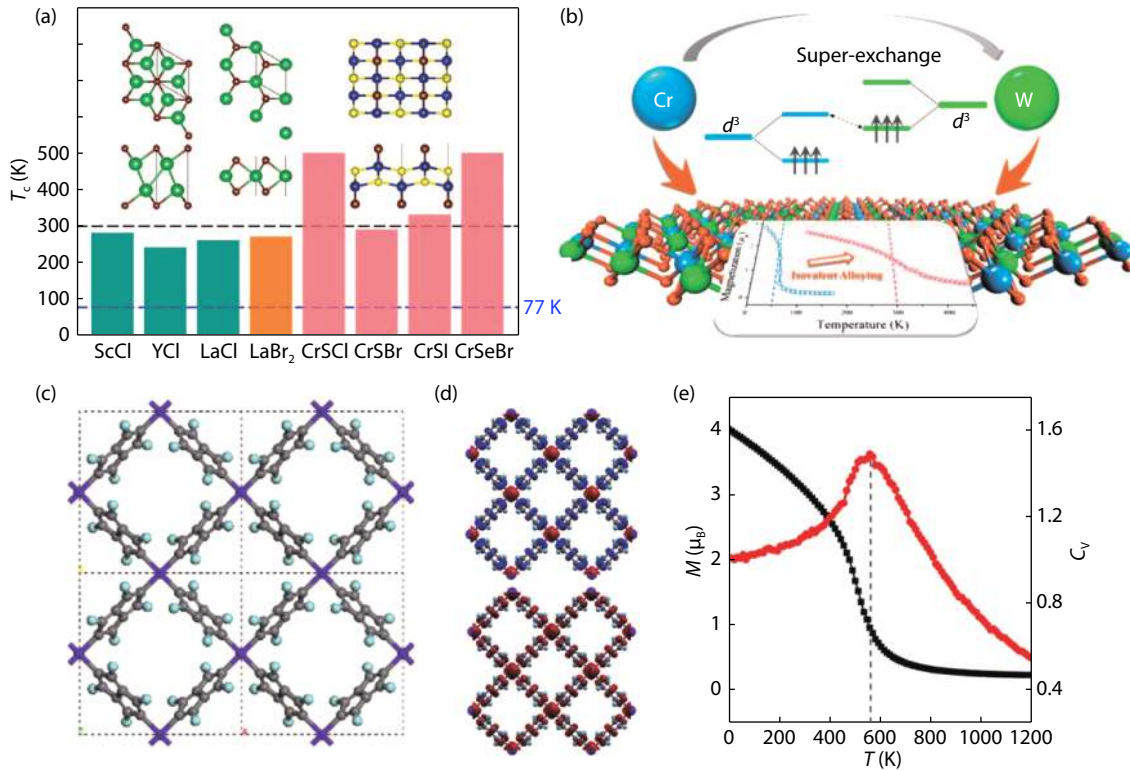 (a)
T_c (K)
500
400
300
200
100
0
77 K
ScCl YCl LaCl LaBr₂ CrSCl CrSBr CrSI CrSeBr
(b)
Super-exchange
Cr
W
d³
d³
Isovalent Alloying
Temperature (K)
(c)
(d)
(e)
M (μ_B)
4
3
2
1
0
C_V
1.6
1.2
0.8
0.4
0 200 400 600 800 1000 1200
T (K)